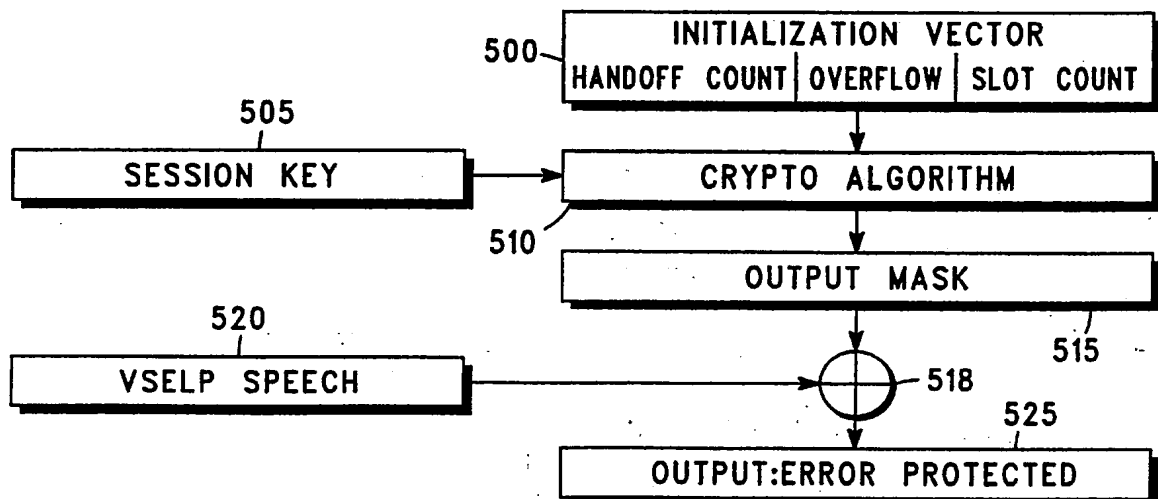 INITIALIZATION VECTOR
500
HANDOFF COUNT OVERFLOW SLOT COUNT
505
SESSION KEY
CRYPTO ALGORITHM
510
OUTPUT MASK
520
515
VSELP SPEECH
518
525
OUTPUT:ERROR PROTECTED